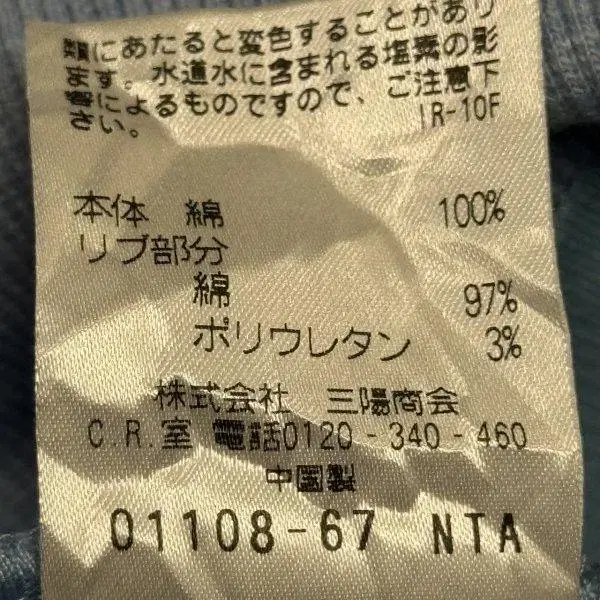 類にあたると変色することがあり
ます。水道水に含まれる塩素の影
響によるものですので、ご注意下
さい。
IR-10F
本体 綿 100%
リブ部分
綿 97%
ポリウレタン 3%
株式会社 三陽商会
C.R.室 電話0120-340-460
中国製
01108-67 NTA